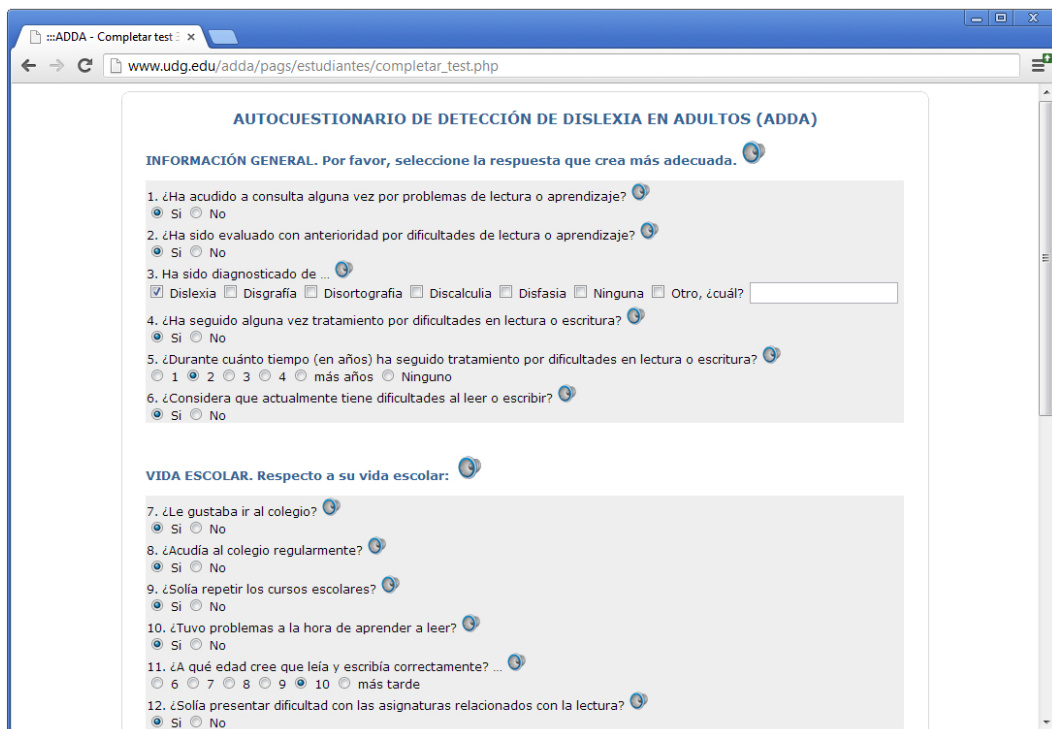 :::ADDA - Completar test
www.udg.edu/adda/pags/estudiantes/completar_test.php
AUTOCUESTIONARIO DE DETECCIÓN DE DISLEXIA EN ADULTOS (ADDA)
INFORMACIÓN GENERAL. Por favor, seleccione la respuesta que crea más adecuada.
1. ¿Ha acudido a consulta alguna vez por problemas de lectura o aprendizaje?
Si No
2. ¿Ha sido evaluado con anterioridad por dificultades de lectura o aprendizaje?
Si No
3. Ha sido diagnosticado de ...
Dislexia Disgrafía Disortografia Discalculia Disfasia Ninguna Otro, ¿cuál?
4. ¿Ha seguido alguna vez tratamiento por dificultades en lectura o escritura?
Si No
5. ¿Durante cuánto tiempo (en años) ha seguido tratamiento por dificultades en lectura o escritura?
1 2 3 4 más años Ninguno
6. ¿Considera que actualmente tiene dificultades al leer o escribir?
Si No
VIDA ESCOLAR. Respecto a su vida escolar:
7. ¿Le gustaba ir al colegio?
Si No
8. ¿Acudía al colegio regularmente?
Si No
9. ¿Solía repetir los cursos escolares?
Si No
10. ¿Tuvo problemas a la hora de aprender a leer?
Si No
11. ¿A qué edad cree que leía y escribía correctamente? ...
6 7 8 9 10 más tarde
12. ¿Solía presentar dificultad con las asignaturas relacionados con la lectura?
Si No